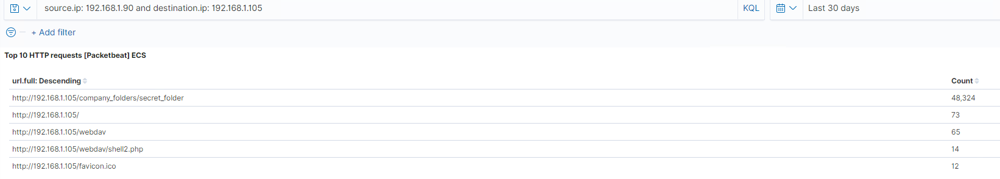 source.ip: 192.168.1.90 and destination.ip: 192.168.1.105 KQL Last 30 days
+ Add filter
Top 10 HTTP requests [Packetbeat] ECS
url.full: Descending Count
http://192.168.1.105/company_folders/secret_folder 48,324
http://192.168.1.105/ 73
http://192.168.1.105/webdav 65
http://192.168.1.105/webdav/shell2.php 14
http://192.168.1.105/favicon.ico 12